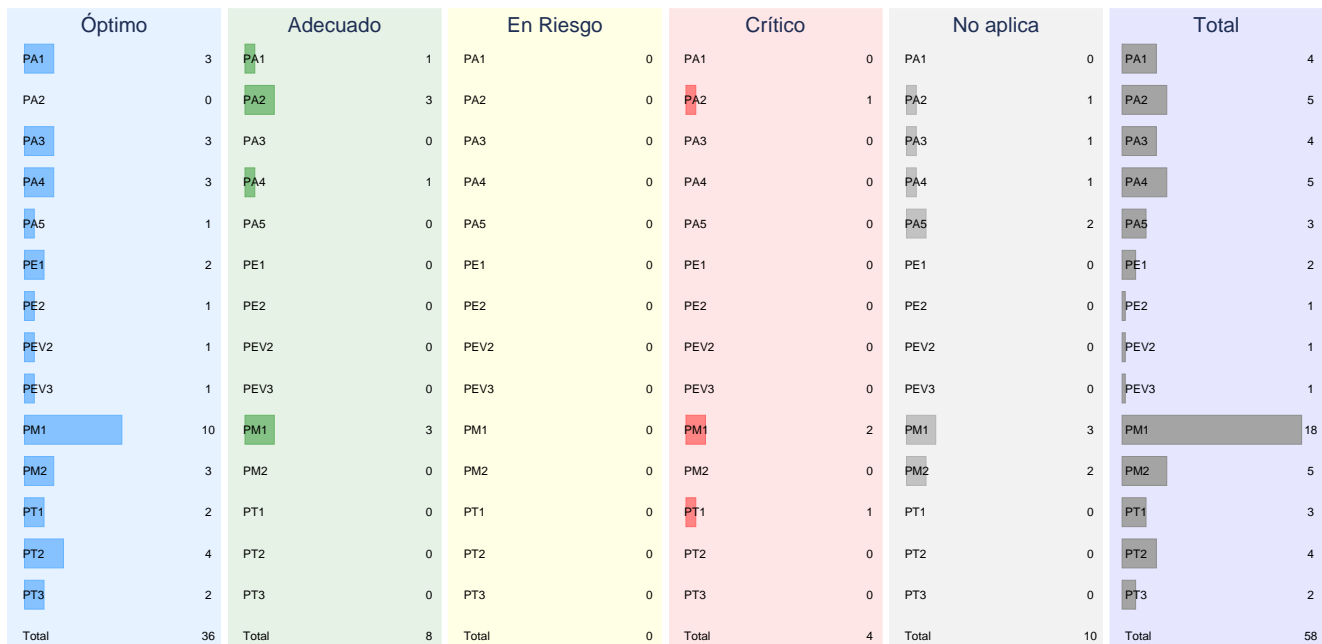 Óptimo Adecuado En Riesgo Crítico No aplica Total
PA1 3 PA1 1 PA1 0 PA1 0 PA1 0 PA1 4
PA2 0 PA2 3 PA2 0 PA2 1 PA2 1 PA2 5
PA3 3 PA3 0 PA3 0 PA3 0 PA3 1 PA3 4
PA4 3 PA4 1 PA4 0 PA4 0 PA4 1 PA4 5
PA5 1 PA5 0 PA5 0 PA5 0 PA5 2 PA5 3
PE1 2 PE1 0 PE1 0 PE1 0 PE1 0 PE1 2
PE2 1 PE2 0 PE2 0 PE2 0 PE2 0 PE2 1
PEV2 1 PEV2 0 PEV2 0 PEV2 0 PEV2 0 PEV2 1
PEV3 1 PEV3 0 PEV3 0 PEV3 0 PEV3 0 PEV3 1
PM1 10 PM1 3 PM1 0 PM1 2 PM1 3 PM1 18
PM2 3 PM2 0 PM2 0 PM2 0 PM2 2 PM2 5
PT1 2 PT1 0 PT1 0 PT1 1 PT1 0 PT1 3
PT2 4 PT2 0 PT2 0 PT2 0 PT2 0 PT2 4
PT3 2 PT3 0 PT3 0 PT3 0 PT3 0 PT3 2
Total 36 Total 8 Total 0 Total 4 Total 10 Total 58